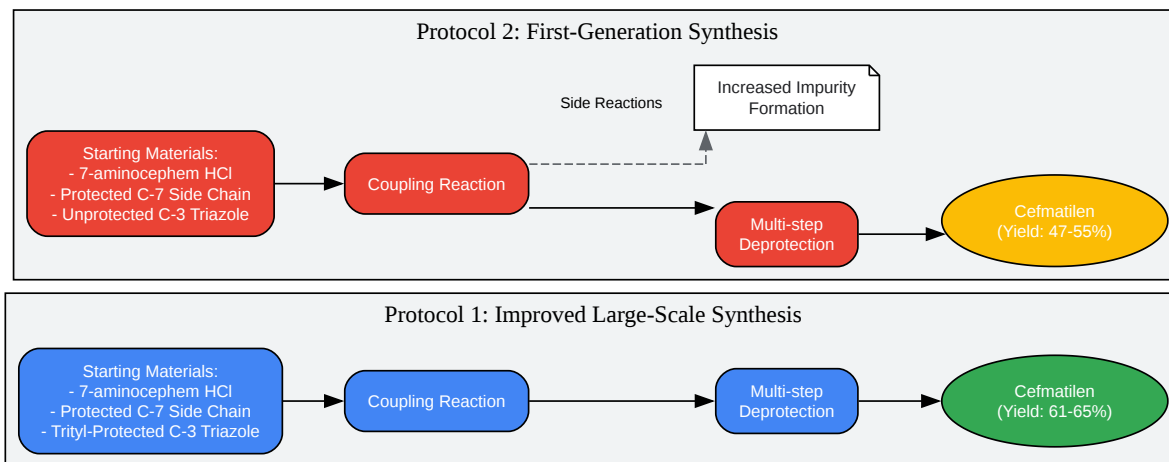 Protocol 2: First-Generation Synthesis
Side Reactions
Increased Impurity
Formation
Starting Materials:
- 7-aminocephem HCl
- Protected C-7 Side Chain
- Unprotected C-3 Triazole
Coupling Reaction
Multi-step
Deprotection
Cefmatilen
(Yield: 47-55%)
Protocol 1: Improved Large-Scale Synthesis
Starting Materials:
- 7-aminocephem HCl
- Protected C-7 Side Chain
- Trityl-Protected C-3 Triazole
Coupling Reaction
Multi-step
Deprotection
Cefmatilen
(Yield: 61-65%)